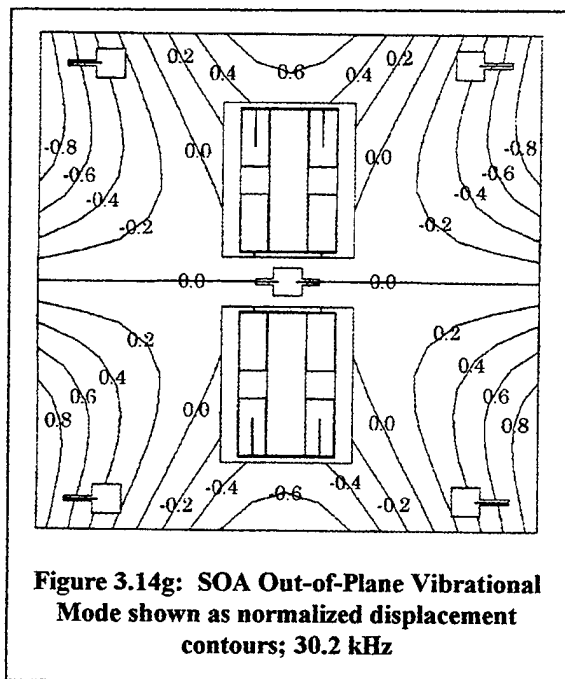 0.2 0.4 0.6 0.4 0.2
-0.8 0.0 0.0 -0.8
-0.6 -0.6
-0.4 -0.4
-0.2 -0.2
0.0 0.0
0.2 0.2
0.4 0.4
0.6 0.6
0.8 0.0 0.0 0.8
-0.2 -0.4 -0.6 -0.4 -0.2
Figure 3.14g: SOA Out-of-Plane Vibrational
Mode shown as normalized displacement
contours; 30.2 kHz